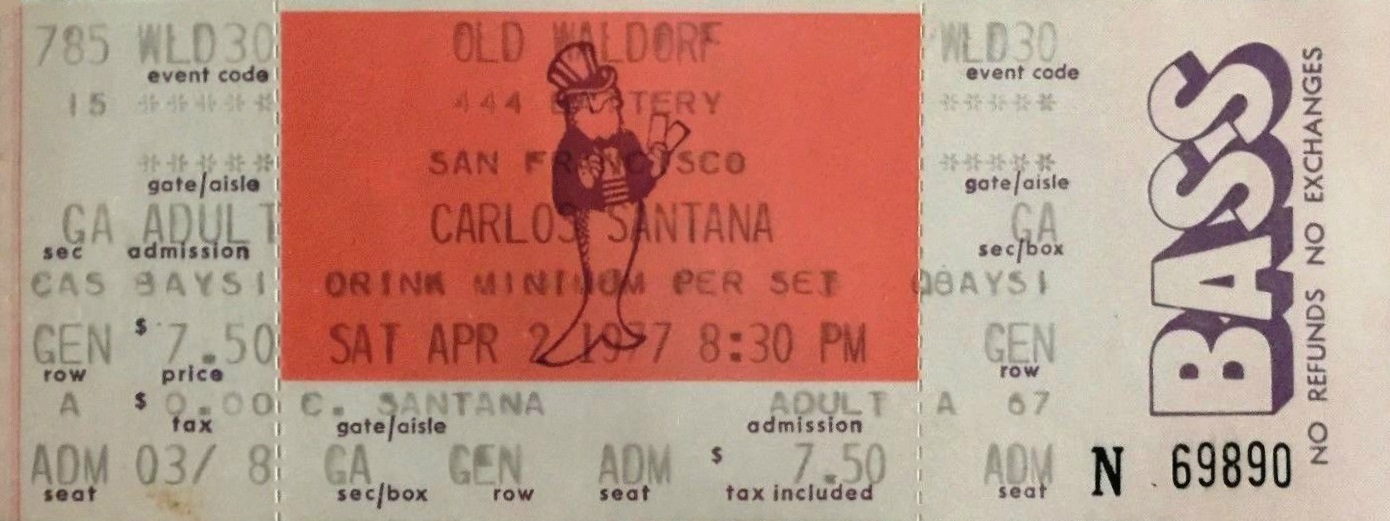 785 WLD30 OLD WALDORF WLD30
event code event code
15 ***** 444 BATTERY *****
***** SAN FRANCISCO *****
gate/aisle gate/aisle
GA ADULT CARLOS SANTANA GA
sec admission sec/box
CAS BAYSI DRINK MINIMUM PER SET QBAYSI
GEN $ 7.50 SAT APR 2 1977 8:30 PM GEN
row price row
A $ 0.00 C. SANTANA ADULT A 67
tax gate/aisle admission
ADM 03/ 8 GA GEN ADM $ 7.50 ADM
seat sec/box row seat tax included seat
BASS
NO REFUNDS NO EXCHANGES
N 69890